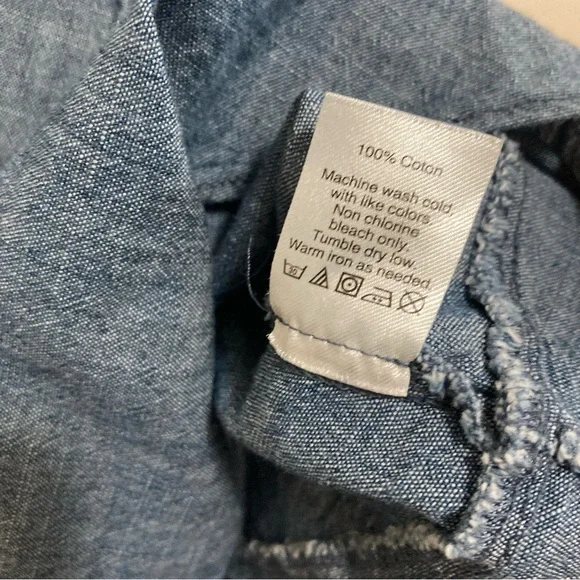 100% Coton
Machine wash cold,
with like colors.
Non chlorine
bleach only.
Tumble dry low.
Warm iron as needed.
30